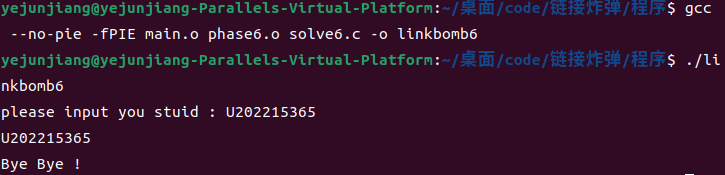 yejunjiang@yejunjiang-Parallels-Virtual-Platform:~/桌面/code/链接炸弹/程序$ gcc
 --no-pie -fPIE main.o phase6.o solve6.c -o linkbomb6
yejunjiang@yejunjiang-Parallels-Virtual-Platform:~/桌面/code/链接炸弹/程序$ ./li
nkbomb6
please input you stuid : U202215365
U202215365
Bye Bye !